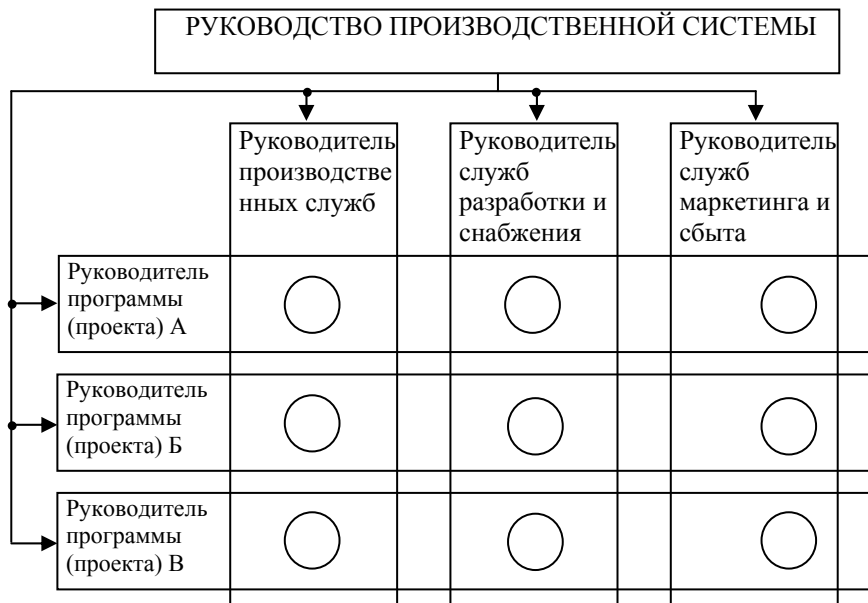 РУКОВОДСТВО ПРОИЗВОДСТВЕННОЙ СИСТЕМЫ
Руководитель
производстве
нных служб
Руководитель
служб
разработки и
снабжения
Руководитель
служб
маркетинга и
сбыта
Руководитель
программы
(проекта) А
Руководитель
программы
(проекта) Б
Руководитель
программы
(проекта) В